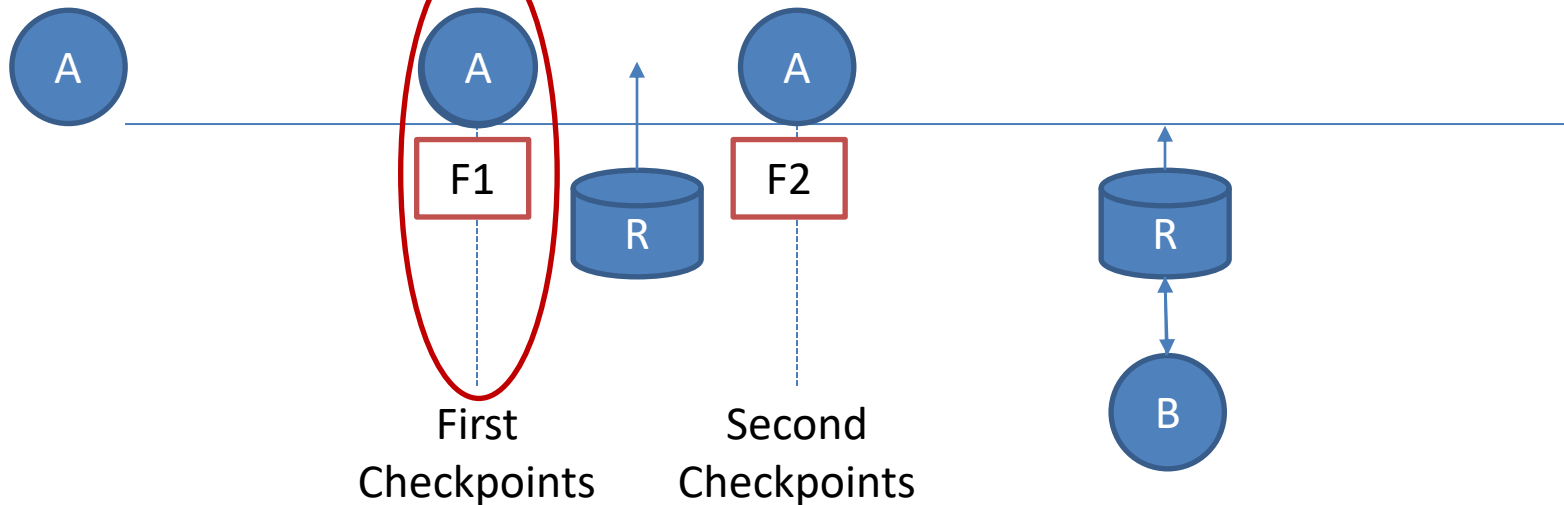 A
A
A
F1
F2
R
R
B
First
Checkpoints
Second
Checkpoints